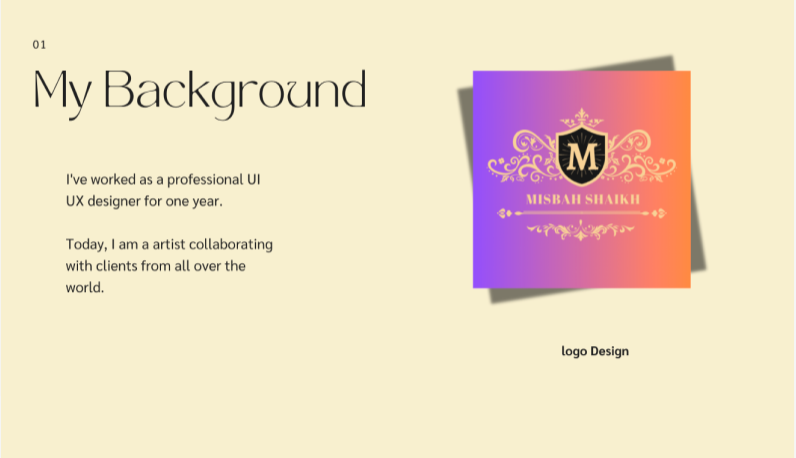 01
My Background
I've worked as a professional UI
UX designer for one year.
Today, I am a artist collaborating
with clients from all over the
world.
M
MISBAH SHAIKH
logo Design